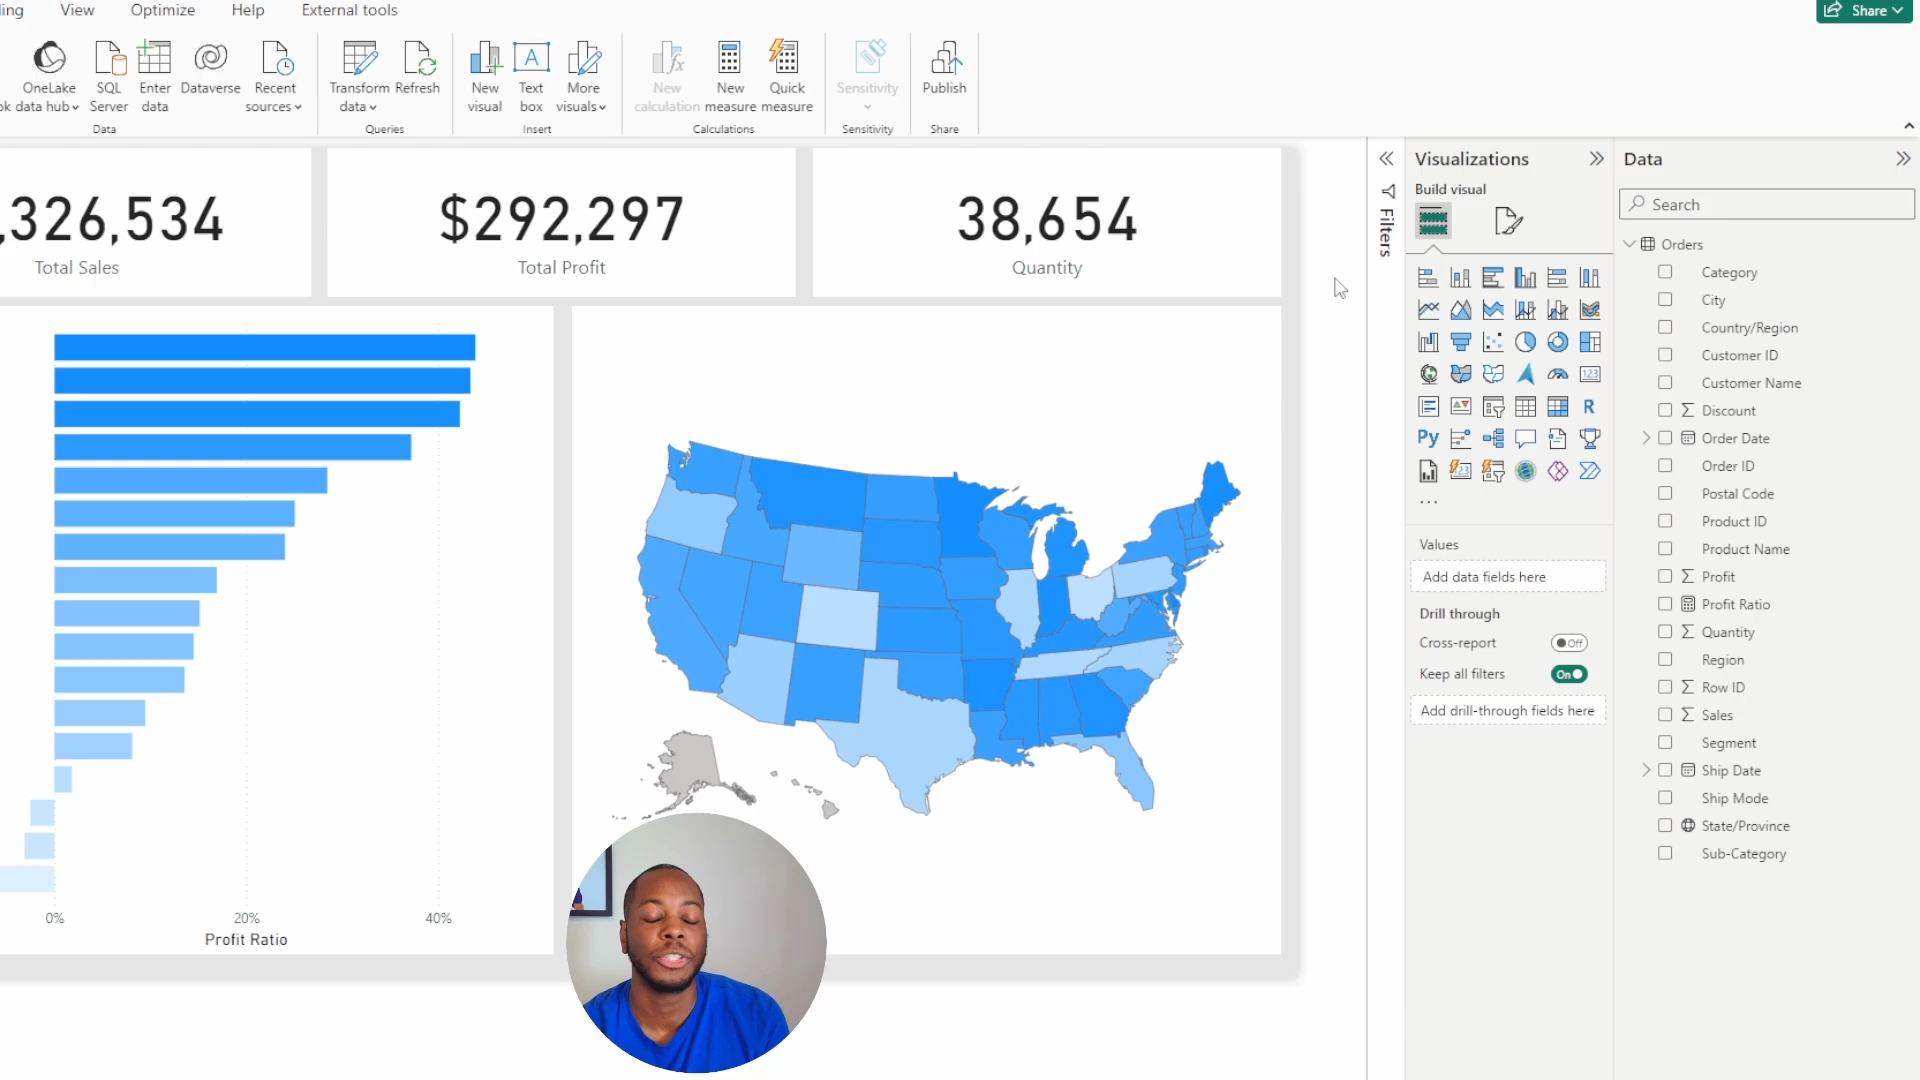 ling View Optimize Help External tools
Share
OneLake SQL Enter Dataverse Recent Transform Refresh New Text More New New Quick Sensitivity Publish
ok data hub Server data sources data visual box visuals calculation measure measure
Data Queries Insert Calculations Sensitivity Share
,326,534
Total Sales
$292,297
Total Profit
38,654
Quantity
0% 20% 40%
Profit Ratio
Filters
Visualizations
Build visual
123
R
Py
123
...
Values
Add data fields here
Drill through
Cross-report Off
Keep all filters On
Add drill-through fields here
Data
Search
Orders
Category
City
Country/Region
Customer ID
Customer Name
Discount
Order Date
Order ID
Postal Code
Product ID
Product Name
Profit
Profit Ratio
Quantity
Region
Row ID
Sales
Segment
Ship Date
Ship Mode
State/Province
Sub-Category